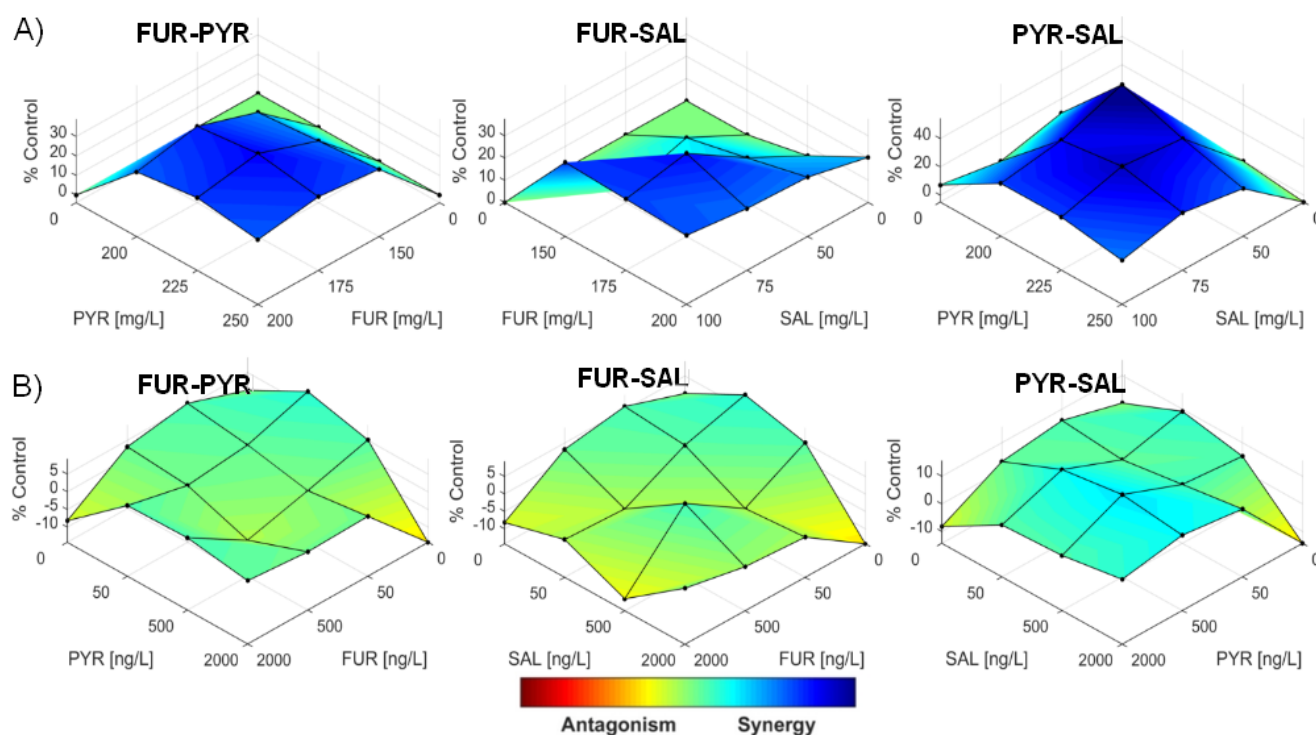 A)
FUR-PYR
FUR-SAL
PYR-SAL
% Control
30
20
10
0
0
200
225
250
PYR [mg/L]
200
175
150
0
FUR [mg/L]
% Control
30
20
10
0
0
150
175
200
FUR [mg/L]
100
75
50
0
SAL [mg/L]
% Control
40
20
0
0
200
225
250
PYR [mg/L]
100
75
50
0
SAL [mg/L]
B)
FUR-PYR
FUR-SAL
PYR-SAL
% Control
5
0
-5
-10
0
50
500
2000
PYR [ng/L]
2000
500
50
0
FUR [ng/L]
% Control
5
0
-5
-10
0
50
500
2000
SAL [ng/L]
2000
500
50
0
FUR [ng/L]
% Control
10
0
-10
0
50
500
2000
SAL [ng/L]
2000
500
50
0
PYR [ng/L]
Antagonism Synergy